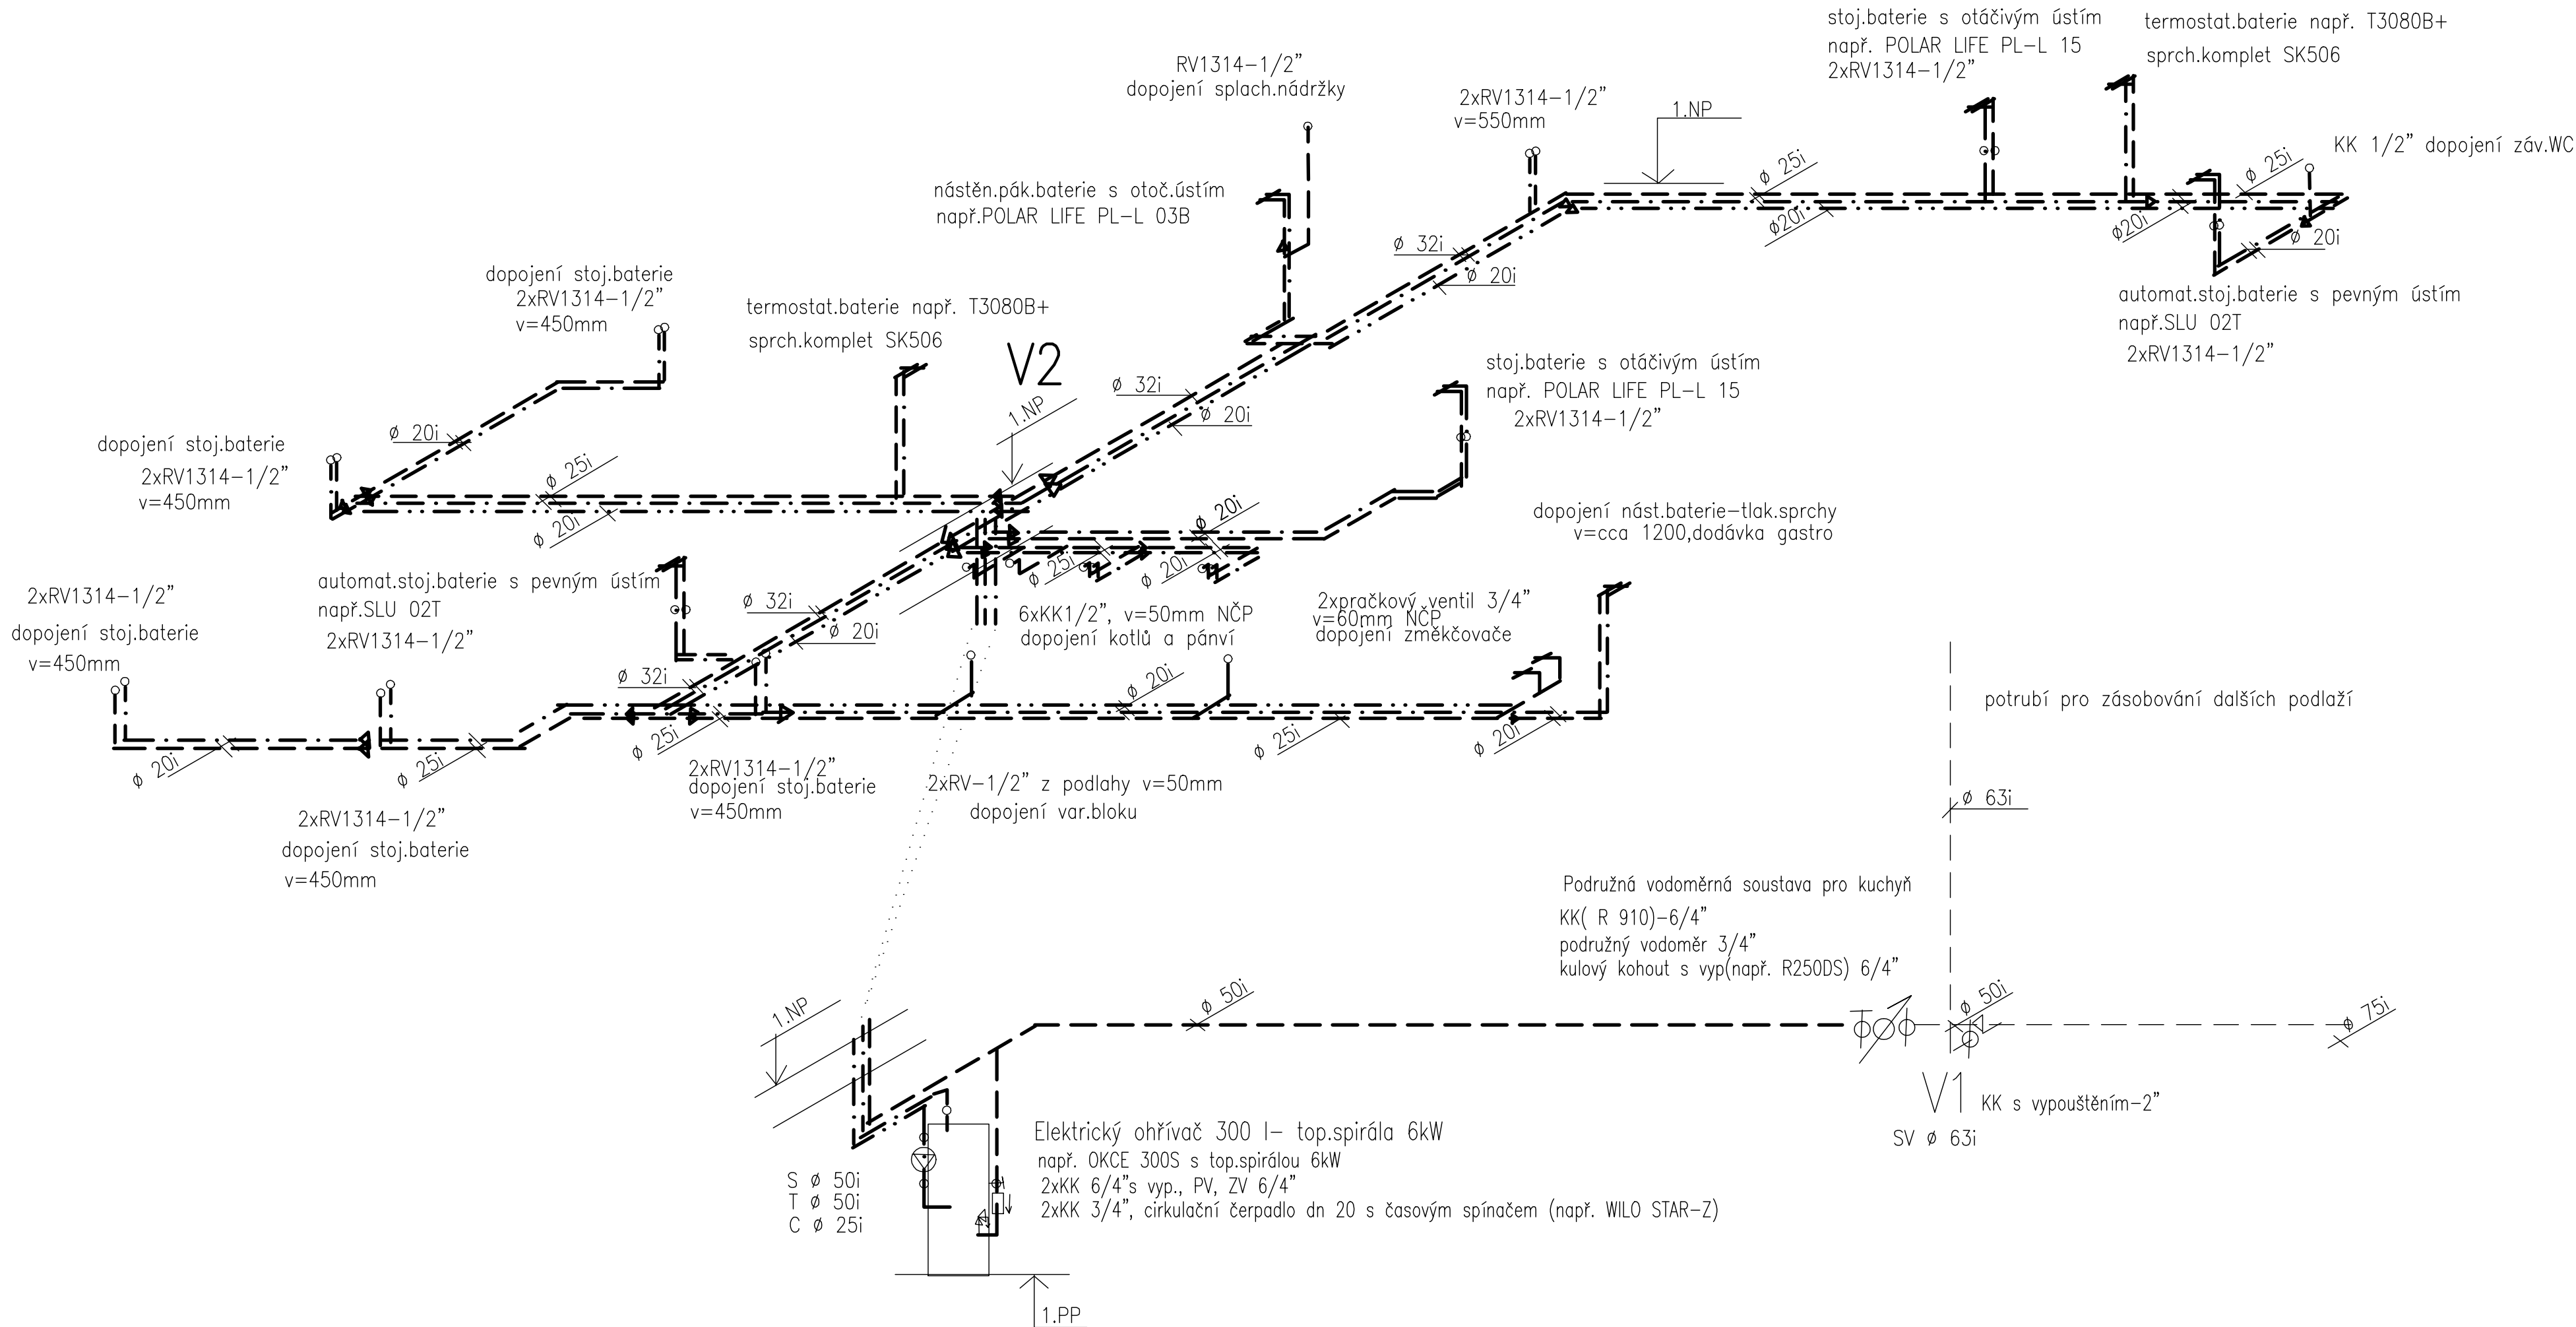 stoj.baterie s otáčivým ústím
např. POLAR LIFE PL-L 15
2xRV1314-1/2"
termostat.baterie např. T3080B+
sprch.komplet SK506
RV1314-1/2"
dopojení splach.nádržky
2xRV1314-1/2"
v=550mm
1.NP
KK 1/2" dopojení záv.WC
ø 25i
ø 25i
nástěn.pák.baterie s otoč.ústím
např.POLAR LIFE PL-L 03B
ø20i
ø20i
ø 32i
ø 20i
ø 20i
dopojení stoj.baterie
2xRV1314-1/2"
v=450mm
termostat.baterie např. T3080B+
sprch.komplet SK506
automat.stoj.baterie s pevným ústím
např.SLU 02T
2xRV1314-1/2"
V2
stoj.baterie s otáčivým ústím
např. POLAR LIFE PL-L 15
2xRV1314-1/2"
ø 32i
ø 20i
1.NP
ø 20i
dopojení stoj.baterie
2xRV1314-1/2"
v=450mm
ø 25i
ø 20i
ø 20i
dopojení nást.baterie-tlak.sprchy
v=cca 1200,dodávka gastro
ø 25i
ø 20i
2xRV1314-1/2"
dopojení stoj.baterie
v=450mm
automat.stoj.baterie s pevným ústím
např.SLU 02T
2xRV1314-1/2"
ø 32i
ø 20i
6xKK1/2", v=50mm NČP
dopojení kotlů a pánví
2xpračkový ventil 3/4"
v=60mm NČP
dopojení změkčovače
ø 32i
ø 20i
potrubí pro zásobování dalších podlaží
ø 20i
ø 25i
ø 25i
ø 25i
ø 20i
2xRV1314-1/2"
dopojení stoj.baterie
v=450mm
2xRV-1/2" z podlahy v=50mm
dopojení var.bloku
ø 63i
2xRV1314-1/2"
dopojení stoj.baterie
v=450mm
Podružná vodoměrná soustava pro kuchyň
KK( R 910)-6/4"
podružný vodoměr 3/4"
kulový kohout s vyp(např. R250DS) 6/4"
1.NP
ø 50i
ø 50i
ø 75i
V1
KK s vypouštěním-2"
SV ø 63i
Elektrický ohřívač 300 l- top.spirála 6kW
např. OKCE 300S s top.spirálou 6kW
2xKK 6/4"s vyp., PV, ZV 6/4"
2xKK 3/4", cirkulační čerpadlo dn 20 s časovým spínačem (např. WILO STAR-Z)
S ø 50i
T ø 50i
C ø 25i
1.PP